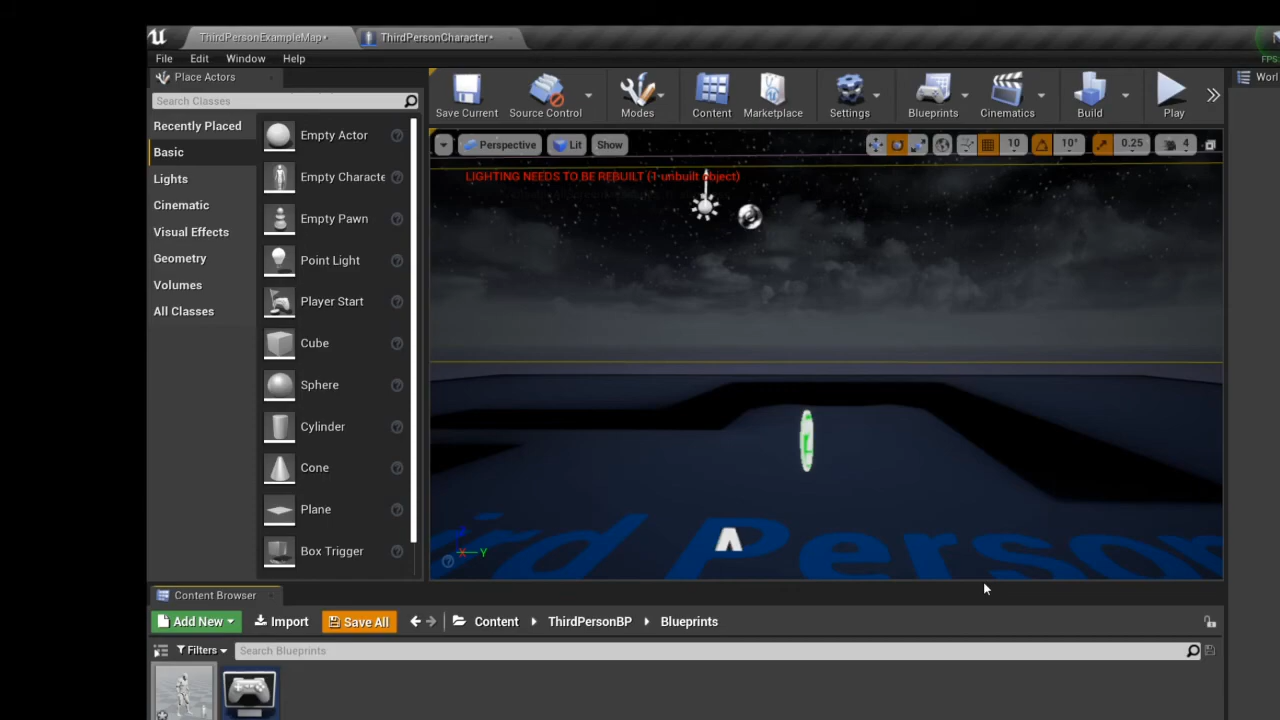 ThirdPersonExampleMap*
ThirdPersonCharacter*
FPS
File Edit Window Help
Place Actors
Worl
Search Classes
Save Current
Source Control
Modes
Content
Marketplace
Settings
Blueprints
Cinematics
Build
Play
Recently Placed
Basic
Lights
Cinematic
Visual Effects
Geometry
Volumes
All Classes
Empty Actor
Empty Characte
Empty Pawn
Point Light
Player Start
Cube
Sphere
Cylinder
Cone
Plane
Box Trigger
Perspective Lit Show
10 10° 0.25 4
LIGHTING NEEDS TO BE REBUILT (1 unbuilt object)
ird Person
X Y
Content Browser
Add New Import Save All Content ThirdPersonBP Blueprints
Filters Search Blueprints